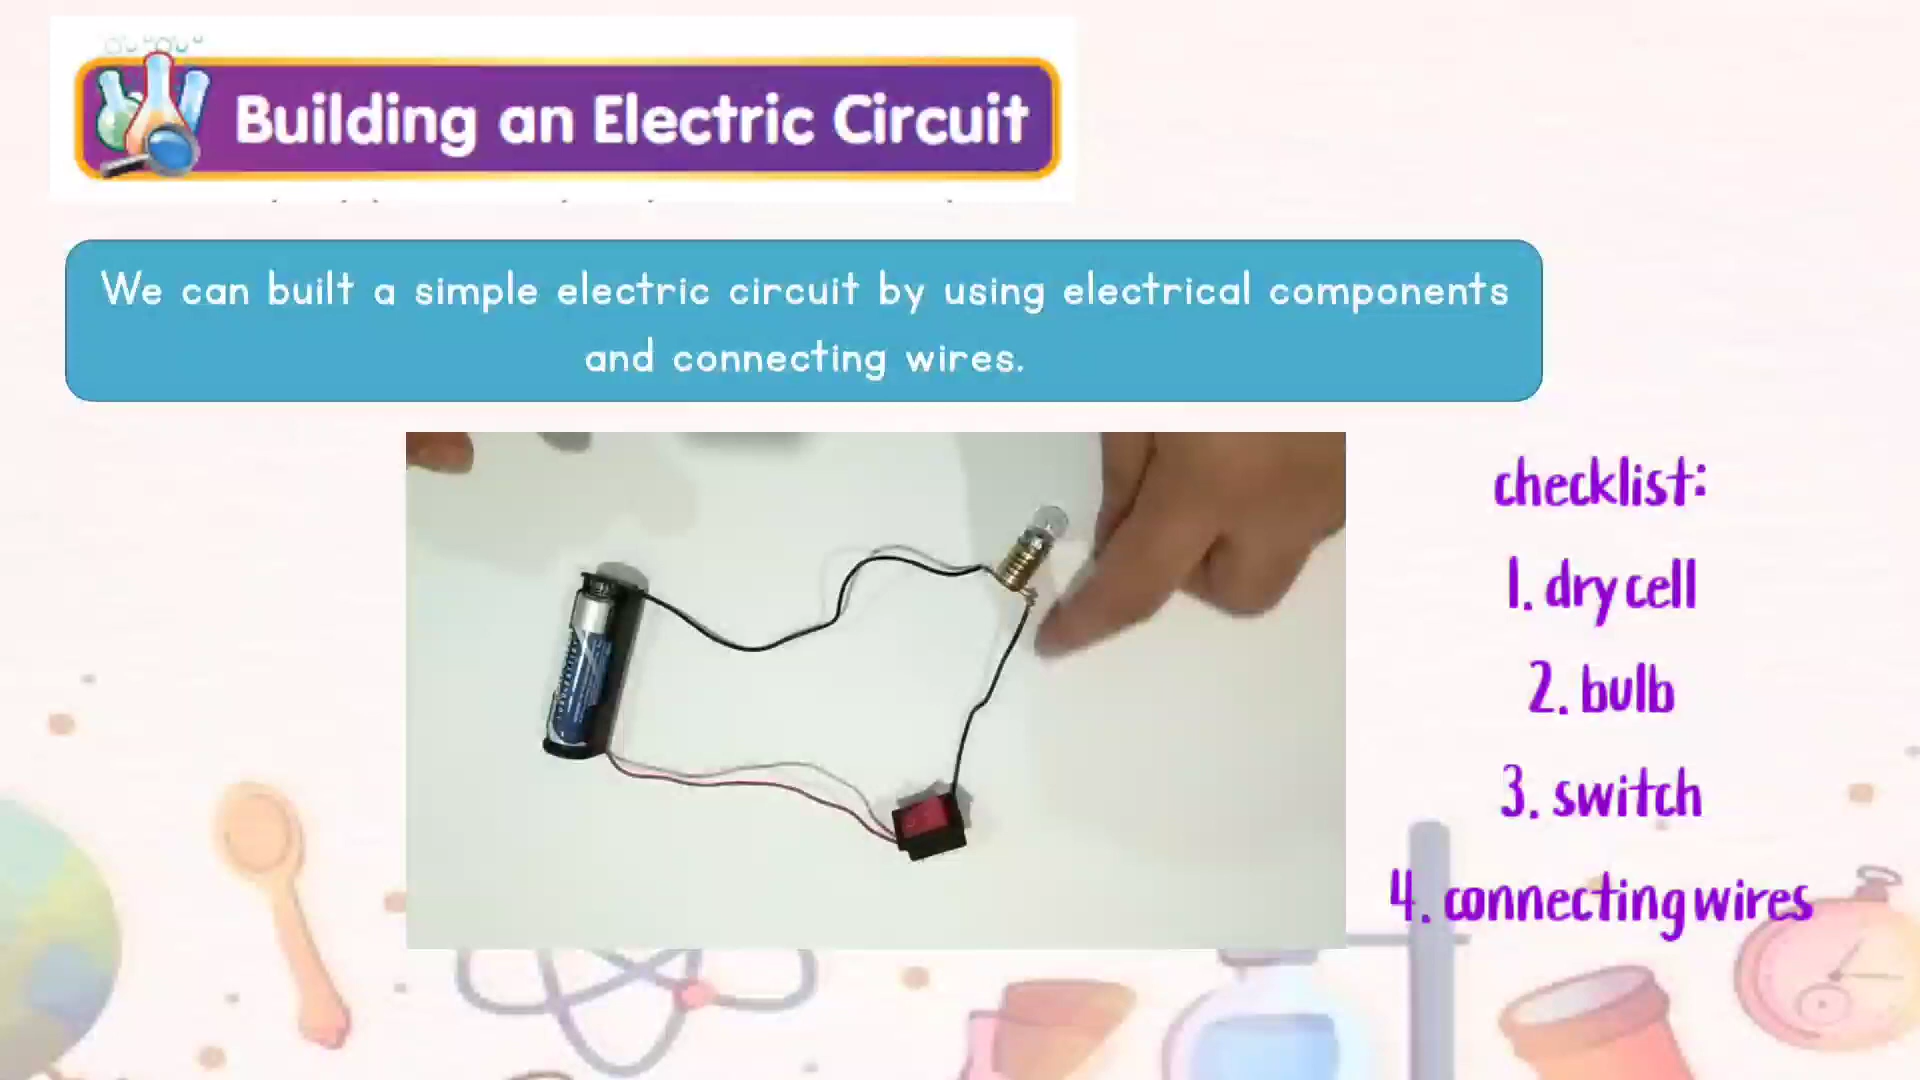 Building an Electric Circuit
We can built a simple electric circuit by using electrical components
and connecting wires.
checklist:
1. dry cell
2. bulb
3. switch
4. connecting wires